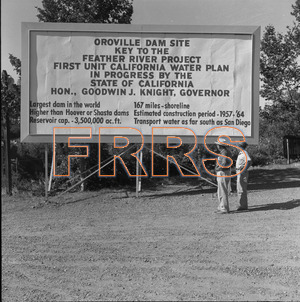 OROVILLE DAM SITE
KEY TO THE
FEATHER RIVER PROJECT
FIRST UNIT CALIFORNIA WATER PLAN
IN PROGRESS BY THE
STATE OF CALIFORNIA
HON., GOODWIN J. KNIGHT, GOVERNOR
Largest dam in the world
Higher than Hoover or Shasta dams
Reservoir cap. - 3,500,000 ac.ft.
167 miles - shoreline
Estimated construction period - 1957-'64
Transport water as far south as San Diego
FRRS